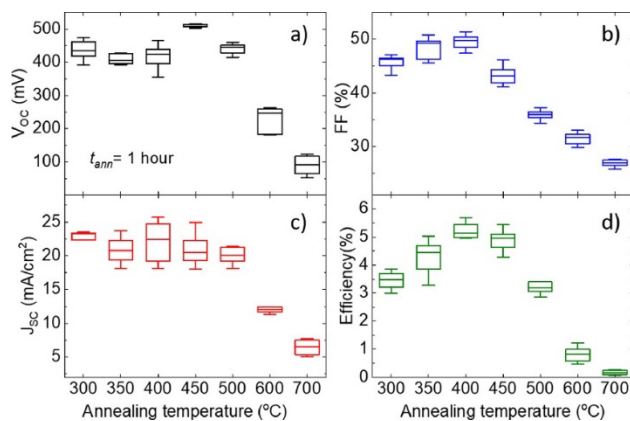 a)
V_OC (mV)
500
400
300
200
100
t_ann= 1 hour
b)
FF (%)
50
40
30
c)
J_SC (mA/cm²)
25
20
15
10
5
300 350 400 450 500 600 700
Annealing temperature (ºC)
d)
Efficiency(%)
6
5
4
3
2
1
0
300 350 400 450 500 600 700
Annealing temperature (ºC)